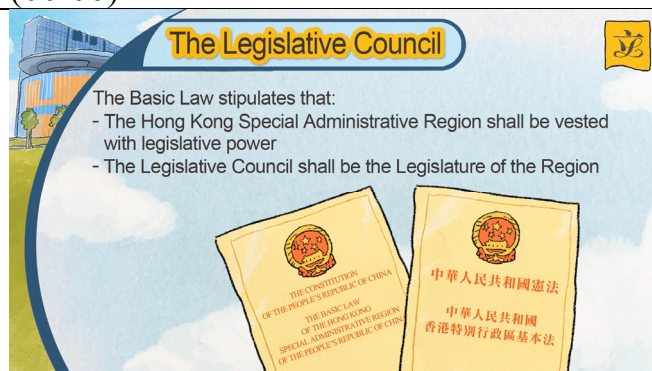 The Legislative Council
The Basic Law stipulates that:
- The Hong Kong Special Administrative Region shall be vested
with legislative power
- The Legislative Council shall be the Legislature of the Region
THE CONSTITUTION
OF THE PEOPLE'S REPUBLIC OF CHINA
THE BASIC LAW
OF THE HONG KONG
SPECIAL ADMINISTRATIVE REGION
OF THE PEOPLE'S REPUBLIC OF CHIN
中華人民共和國憲法
中華人民共和國
香港特別行政區基本法